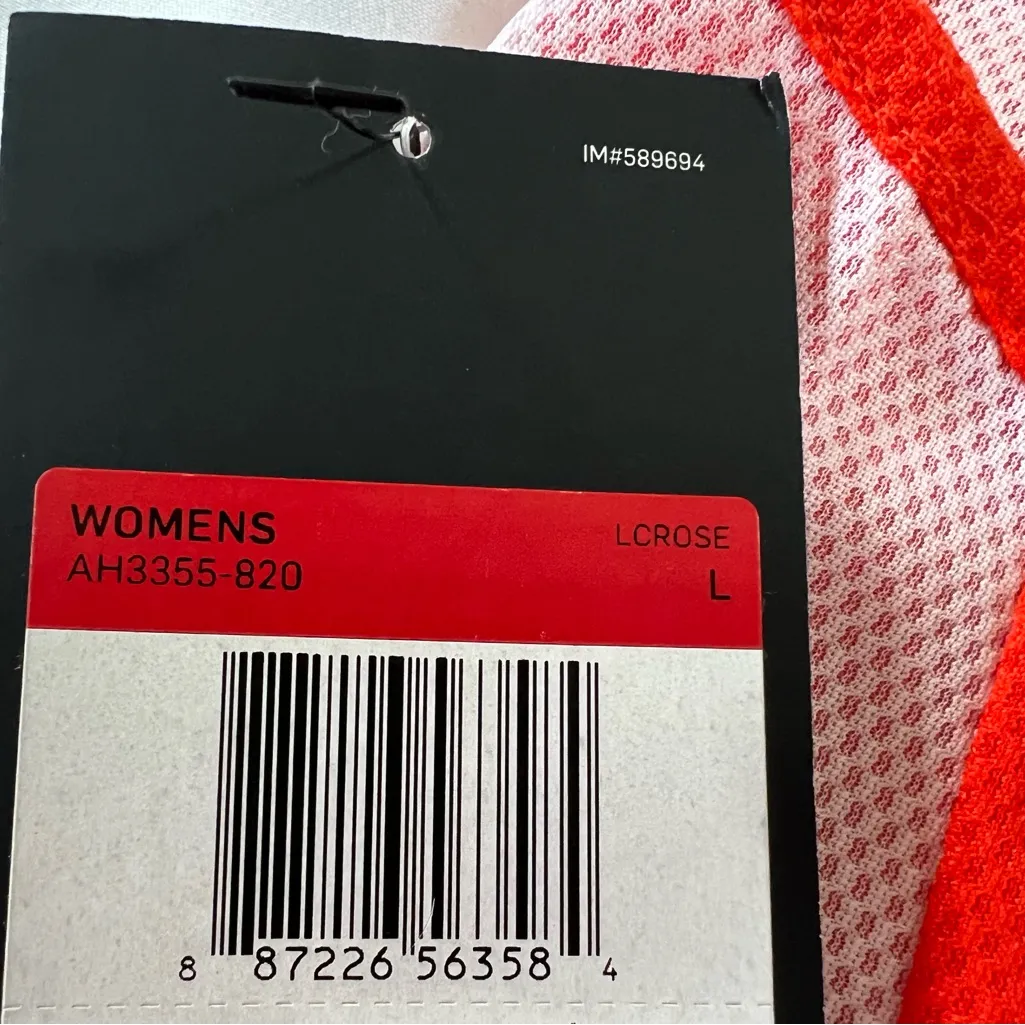 IM#589694
WOMENS
LCROSE
AH3355-820
L
8 87226 56358 4